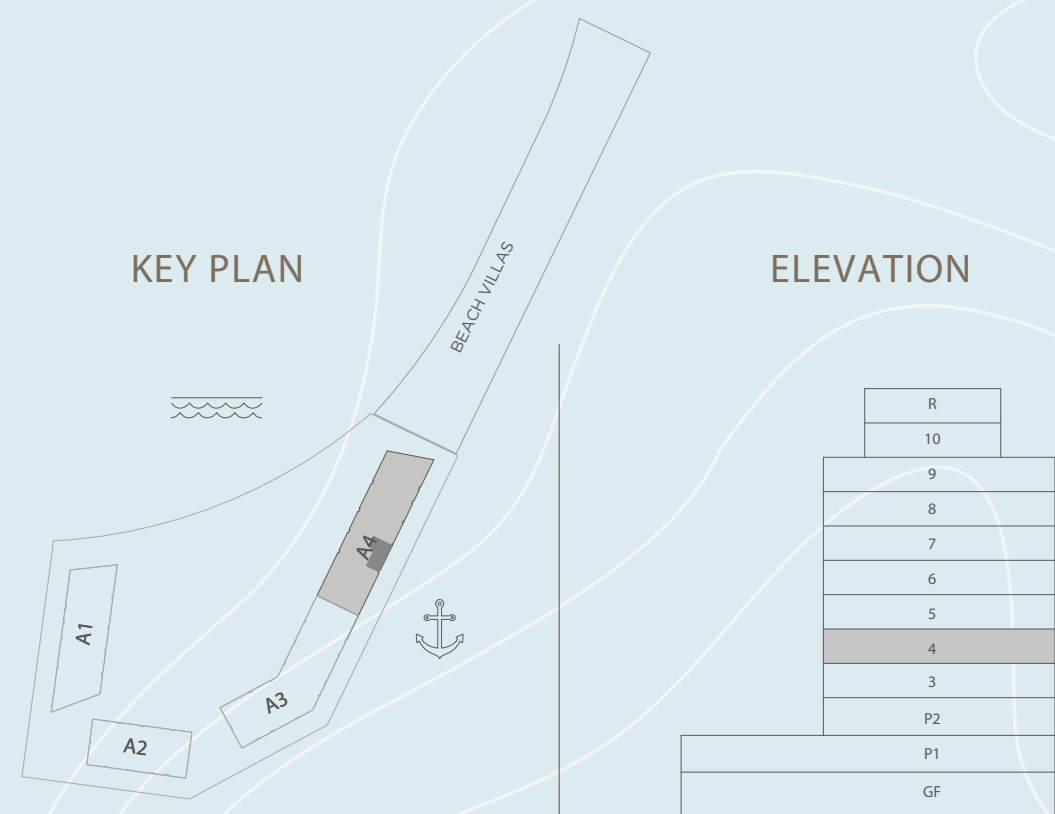 KEY PLAN
BEACH VILLAS
A4
A1
A3
A2
ELEVATION
R
10
9
8
7
6
5
4
3
P2
P1
GF